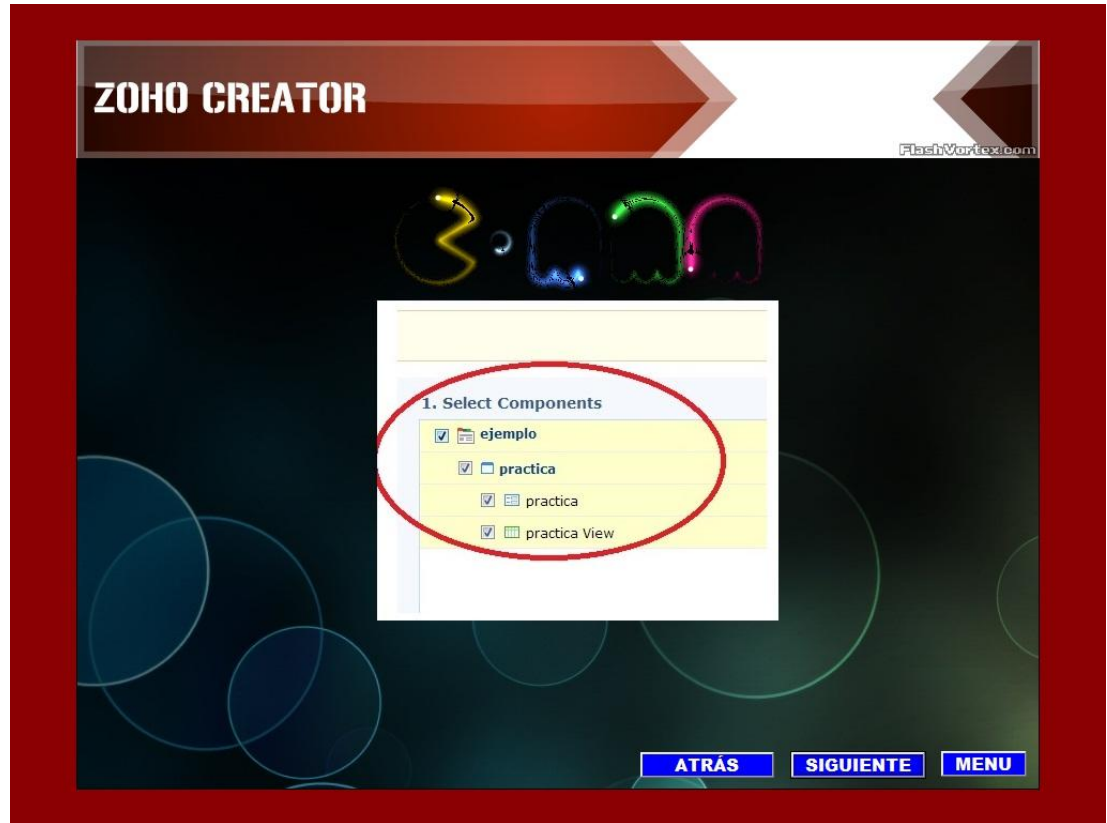 ZOHO CREATOR
FlashVortex.com
1. Select Components
ejemplo
practica
practica
practica View
ATRÁS SIGUIENTE MENU